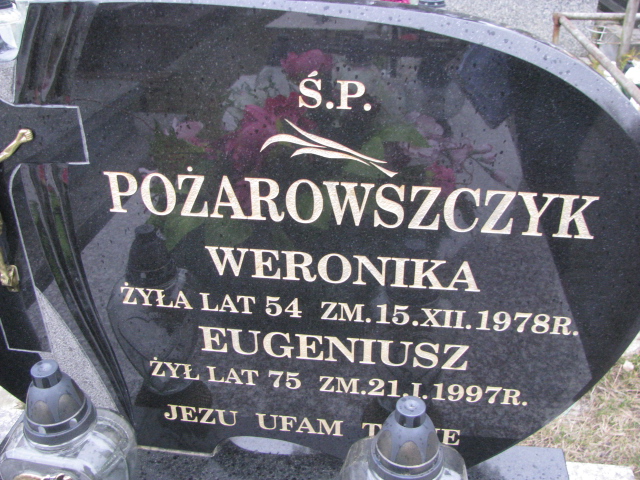 Ś.P.
POŻAROWSZCZYK
WERONIKA
ŻYŁA LAT 54 ZM.15.XII.1978R.
EUGENIUSZ
ŻYŁ LAT 75 ZM.21.I.1997R.
JEZU UFAM